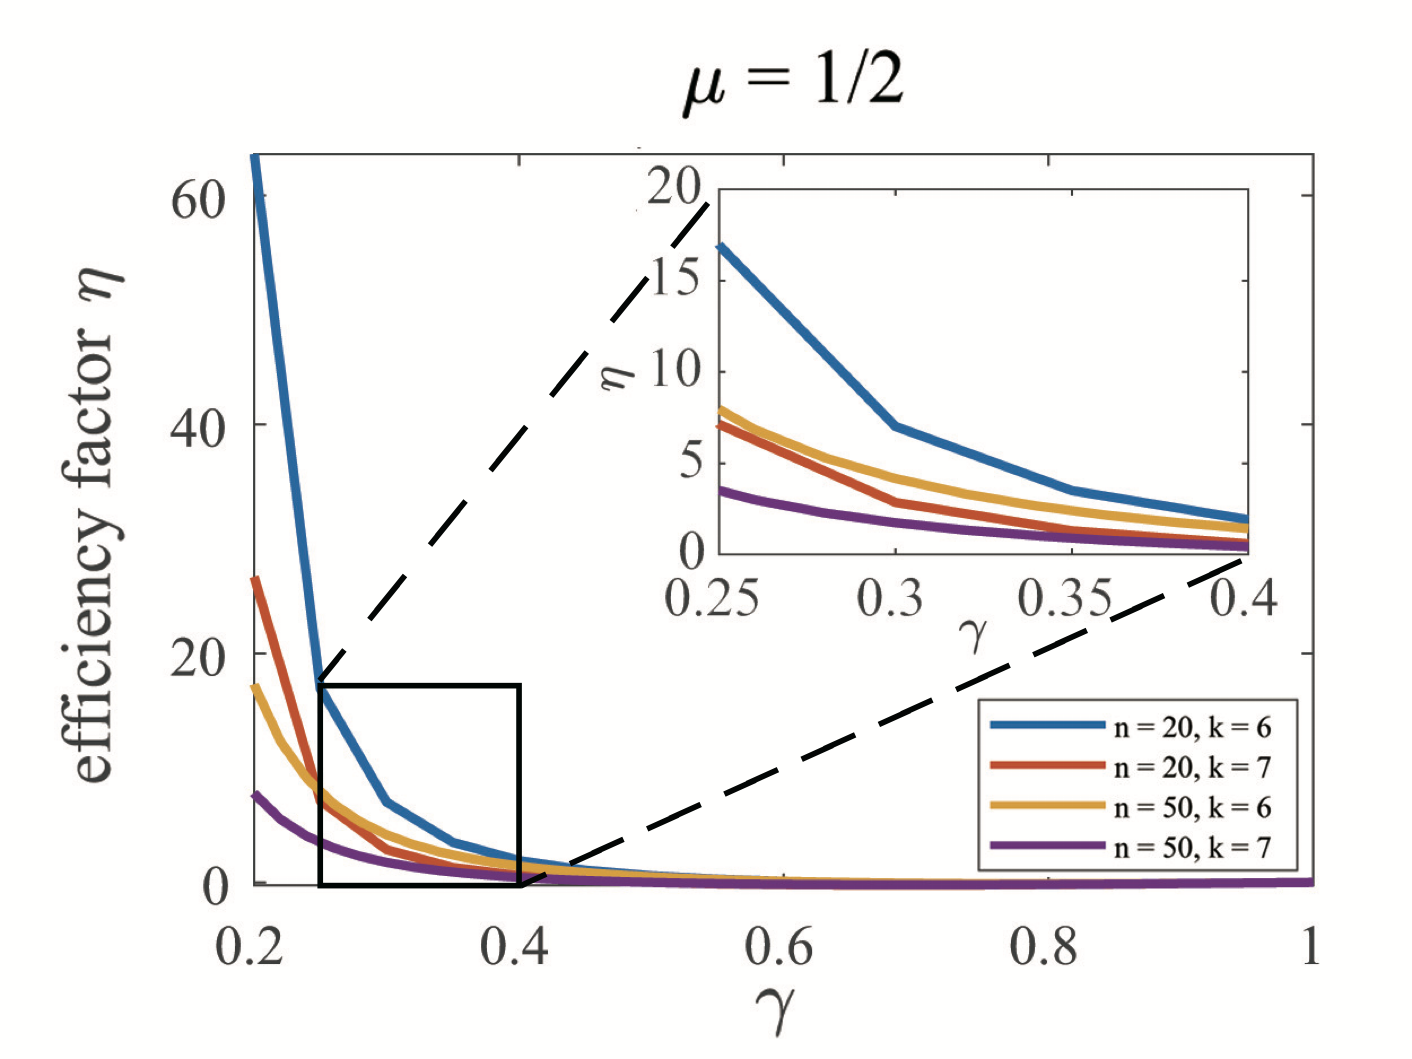 μ = 1/2
efficiency factor η
60
40
20
0
0.2
0.4
0.6
0.8
1
γ
20
15
10
5
0
η
0.25
0.3
0.35
0.4
γ
n = 20, k = 6
n = 20, k = 7
n = 50, k = 6
n = 50, k = 7